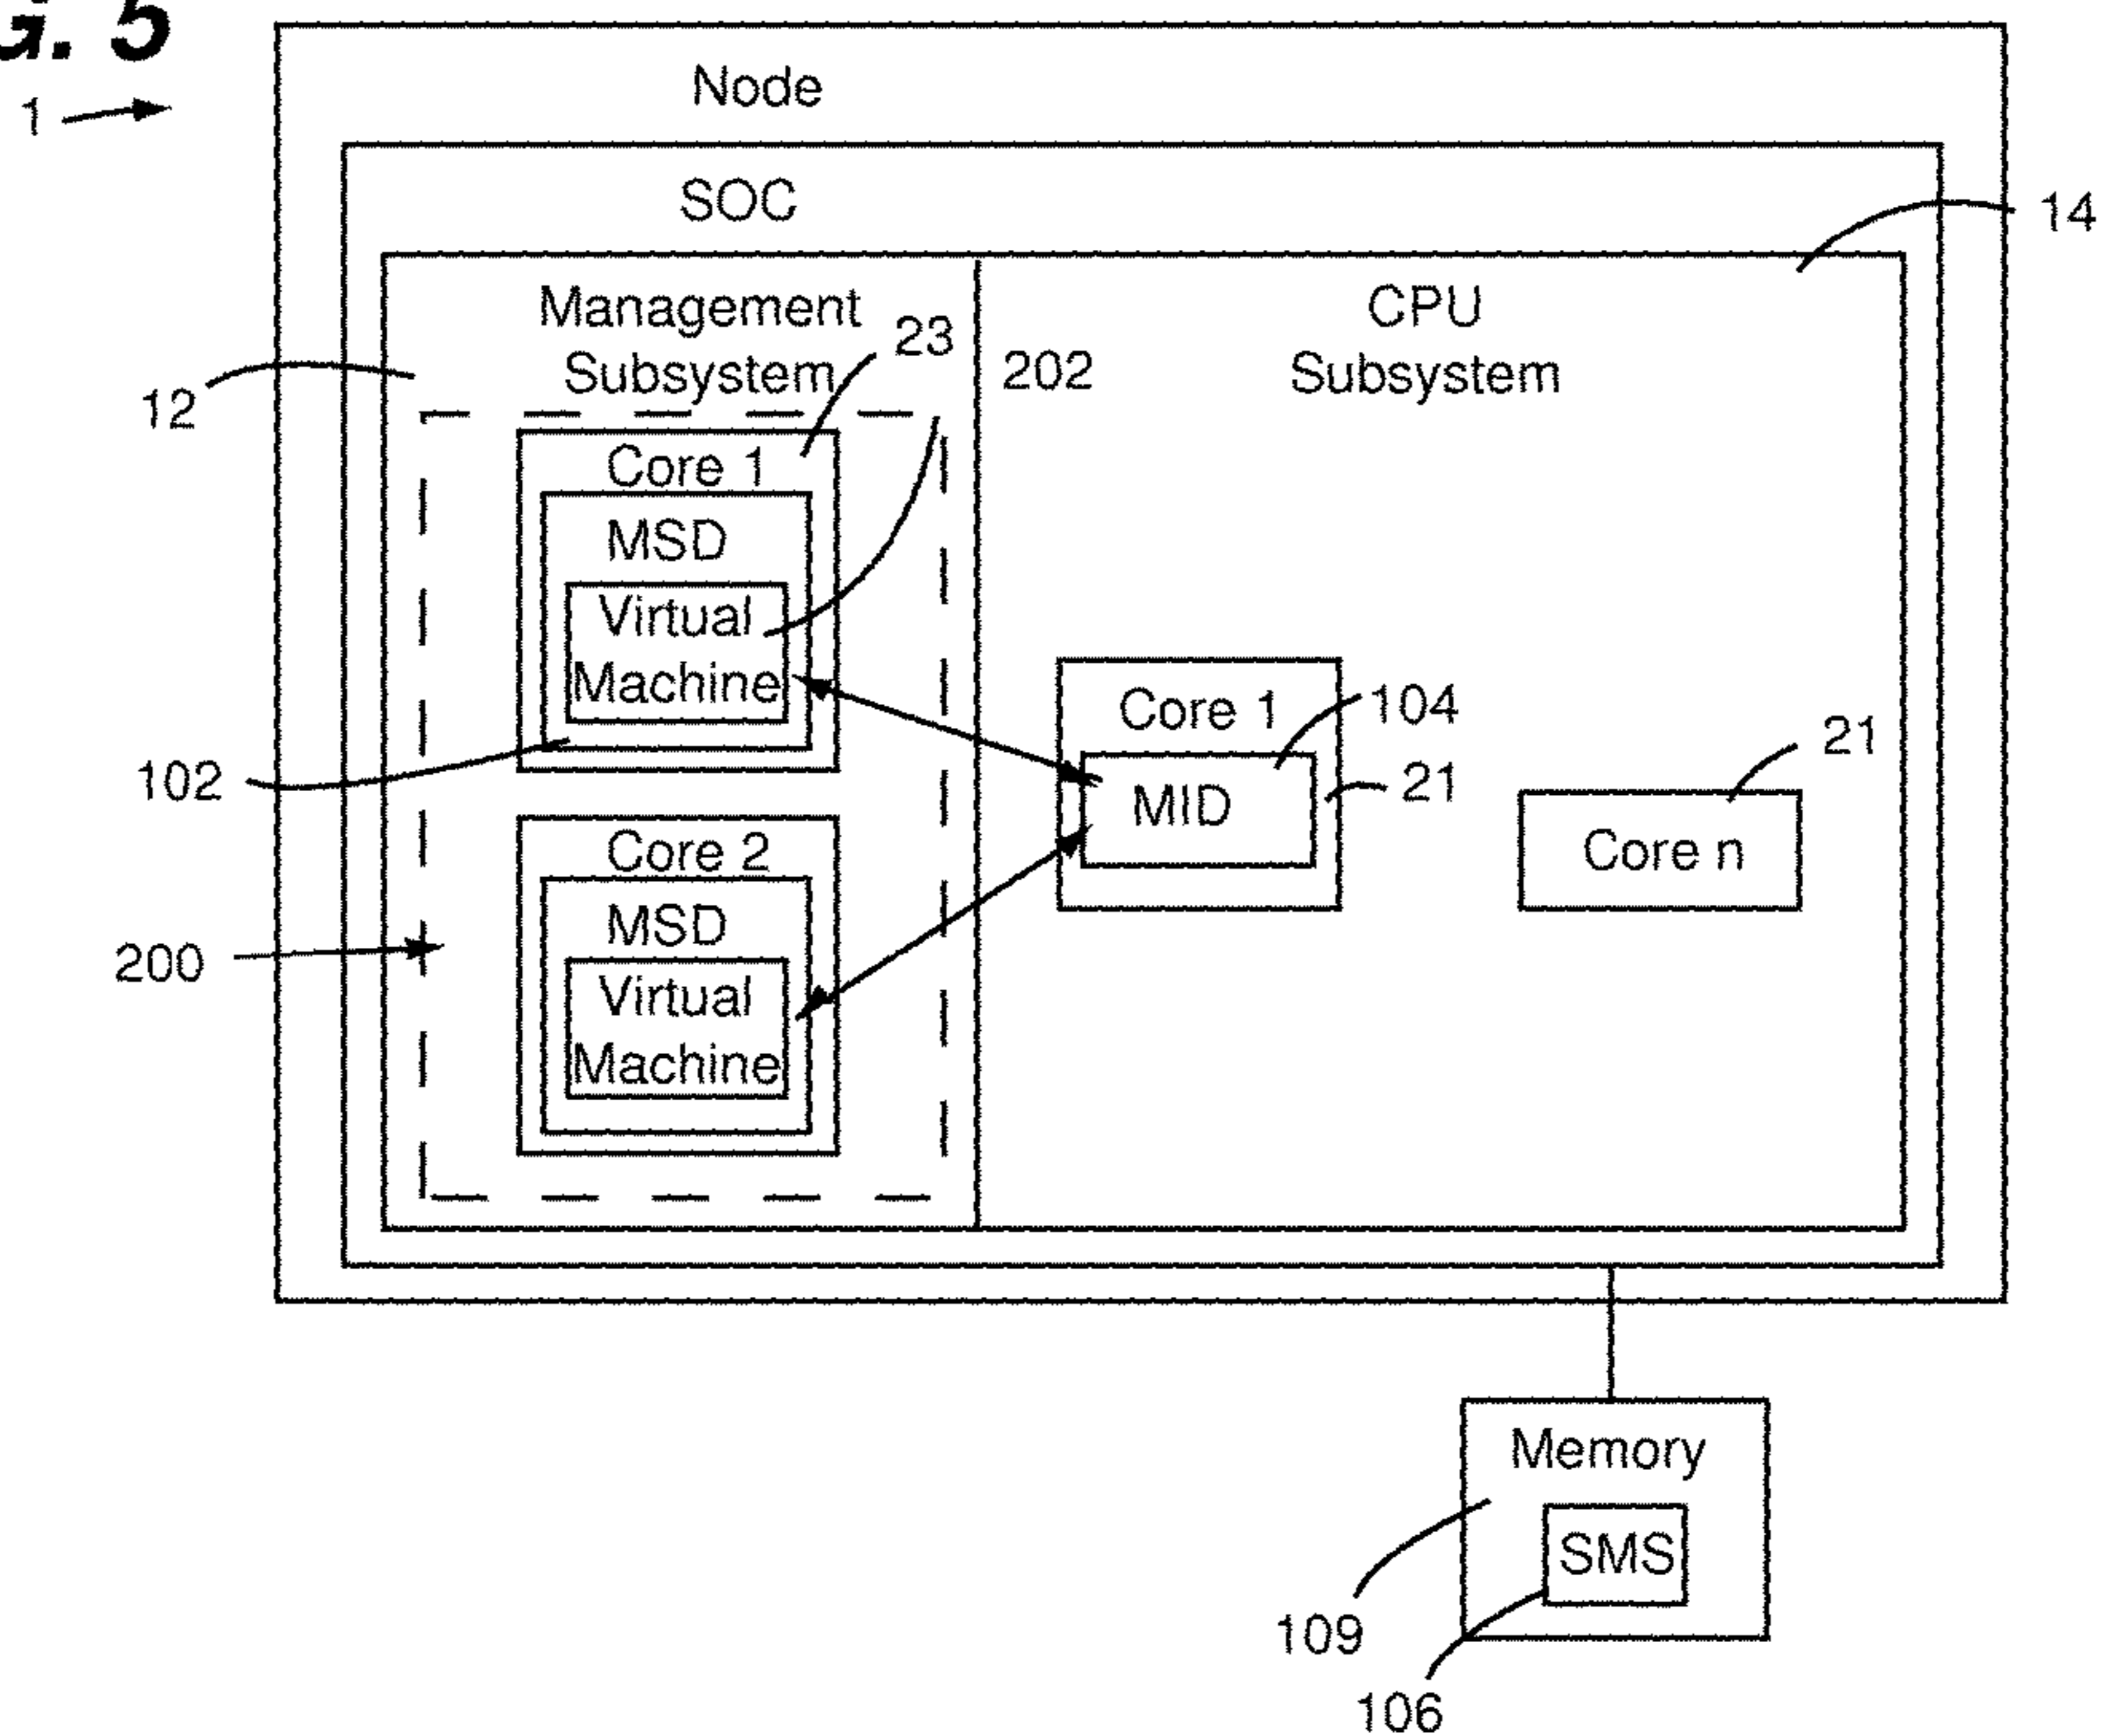 G. 5
1
Node
SOC
14
Management
Subsystem
23
202
CPU
Subsystem
12
Core 1
MSD
Virtual
Machine
102
Core 1
104
MID
21
21
Core n
Core 2
MSD
Virtual
Machine
200
Memory
SMS
109
106